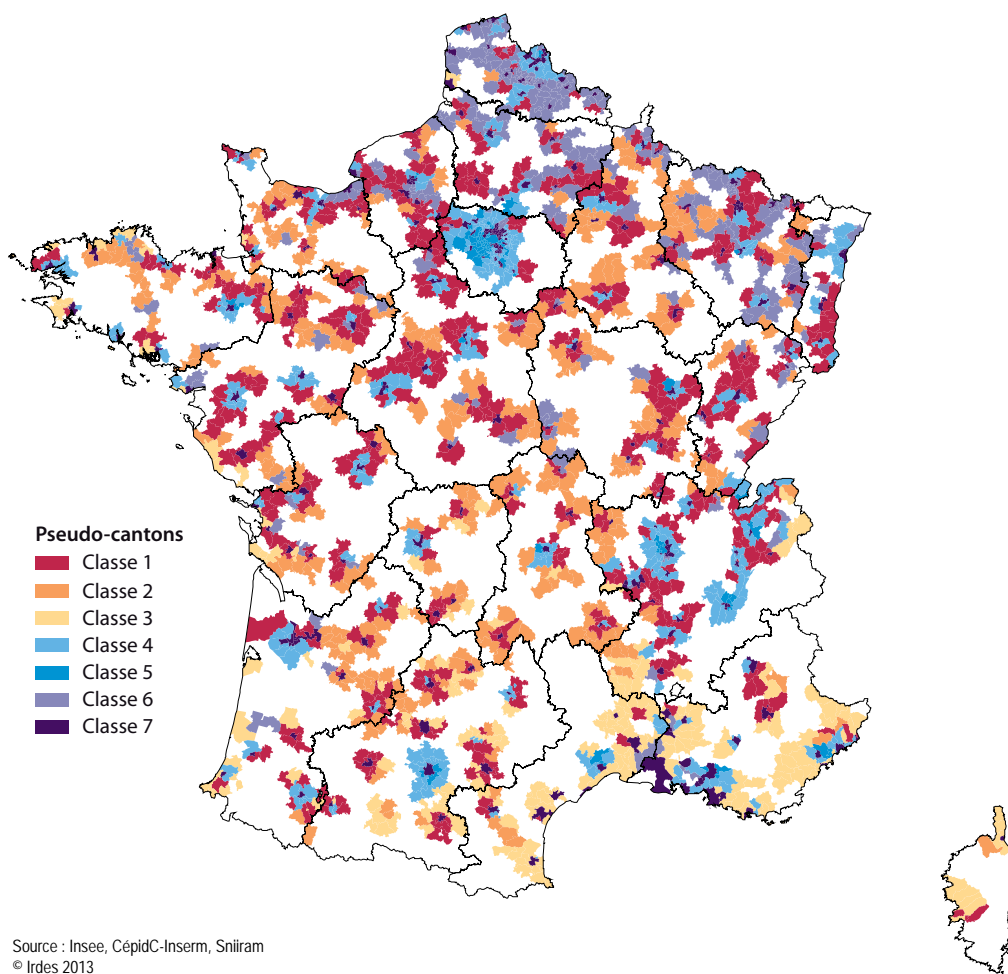 Pseudo-cantons
Classe 1
Classe 2
Classe 3
Classe 4
Classe 5
Classe 6
Classe 7
Source : Insee, CépidC-Inserm, Sniiram
© Irdes 2013